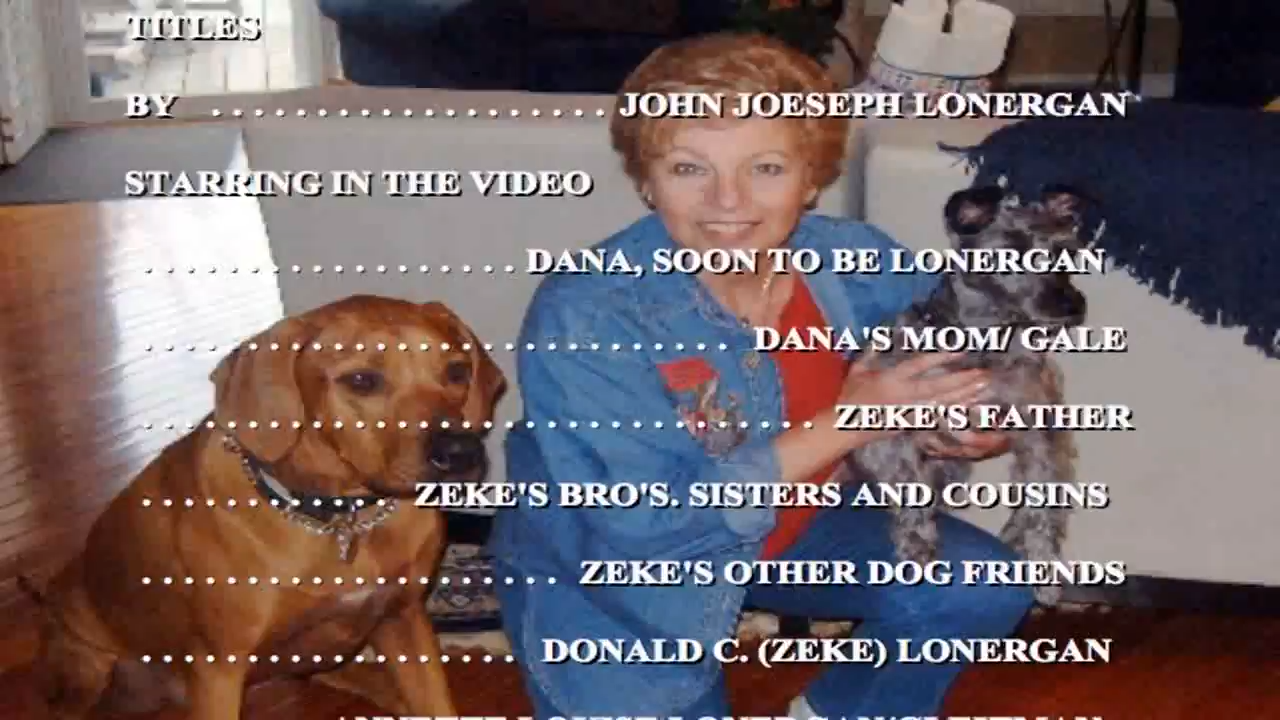 TITLES
BY . . . . . . . . . . . . . . . . . . . JOHN JOESEPH LONERGAN
STARRING IN THE VIDEO
. . . . . . . . . . . . . . . . . . DANA, SOON TO BE LONERGAN
. . . . . . . . . . . . . . . . . . . . . . . . . . . . DANA'S MOM/ GALE
. . . . . . . . . . . . . . . . . . . . . . . . . . . . . . . . ZEKE'S FATHER
. . . . . . . . . . . . ZEKE'S BRO'S. SISTERS AND COUSINS
. . . . . . . . . . . . . . . . . . . . ZEKE'S OTHER DOG FRIENDS
. . . . . . . . . . . . . . . . . . DONALD C. (ZEKE) LONERGAN